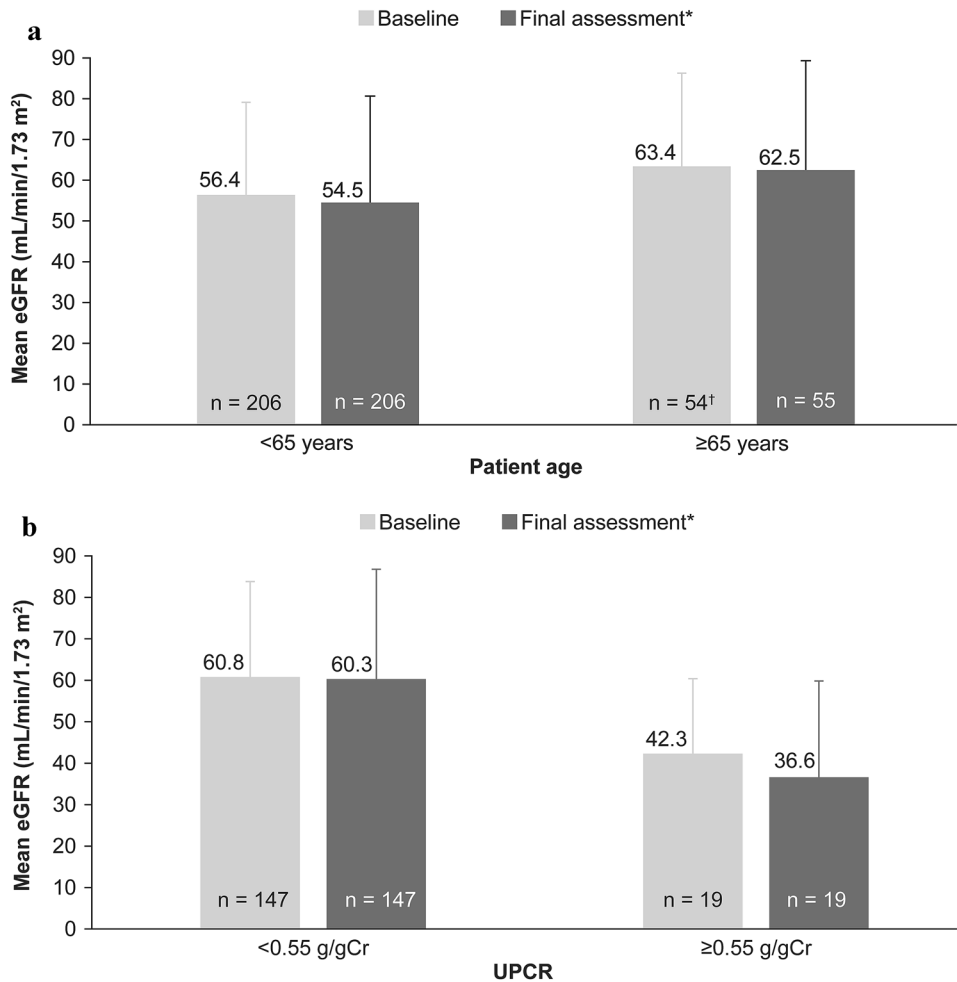 a
Baseline Final assessment*
Mean eGFR (mL/min/1.73 m²)
90
80
70
60
50
40
30
20
10
0
56.4 54.5 63.4 62.5
n = 206 n = 206 n = 54† n = 55
<65 years ≥65 years
Patient age
b
Baseline Final assessment*
Mean eGFR (mL/min/1.73 m²)
90
80
70
60
50
40
30
20
10
0
60.8 60.3 42.3 36.6
n = 147 n = 147 n = 19 n = 19
<0.55 g/gCr ≥0.55 g/gCr
UPCR